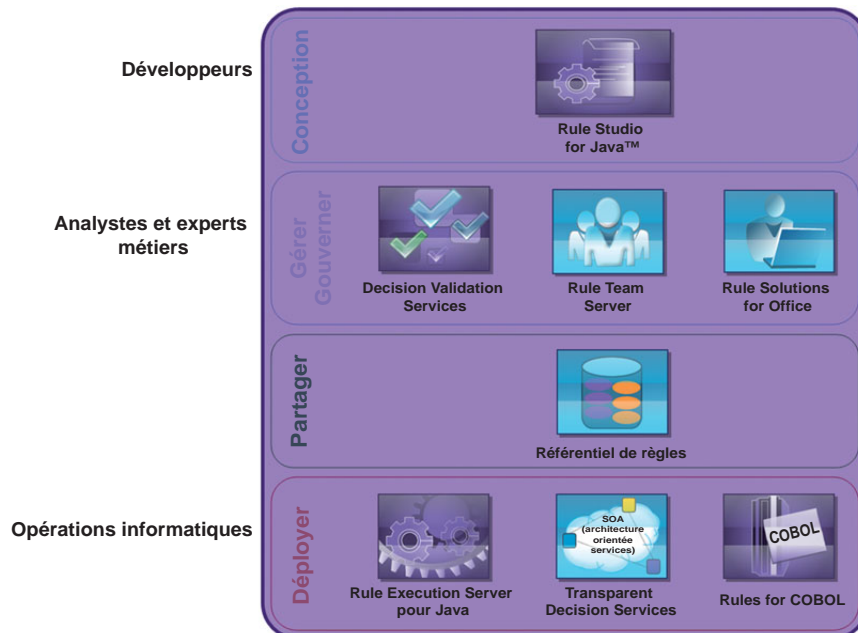 Développeurs
Conception
Rule Studio
for Java™
Analystes et experts
métiers
Gérer
Gouverner
Decision Validation
Services
Rule Team
Server
Rule Solutions
for Office
Partager
Référentiel de règles
Opérations informatiques
Déployer
Rule Execution Server
pour Java
SOA
(architecture
orientée
services)
Transparent
Decision Services
COBOL
Rules for COBOL